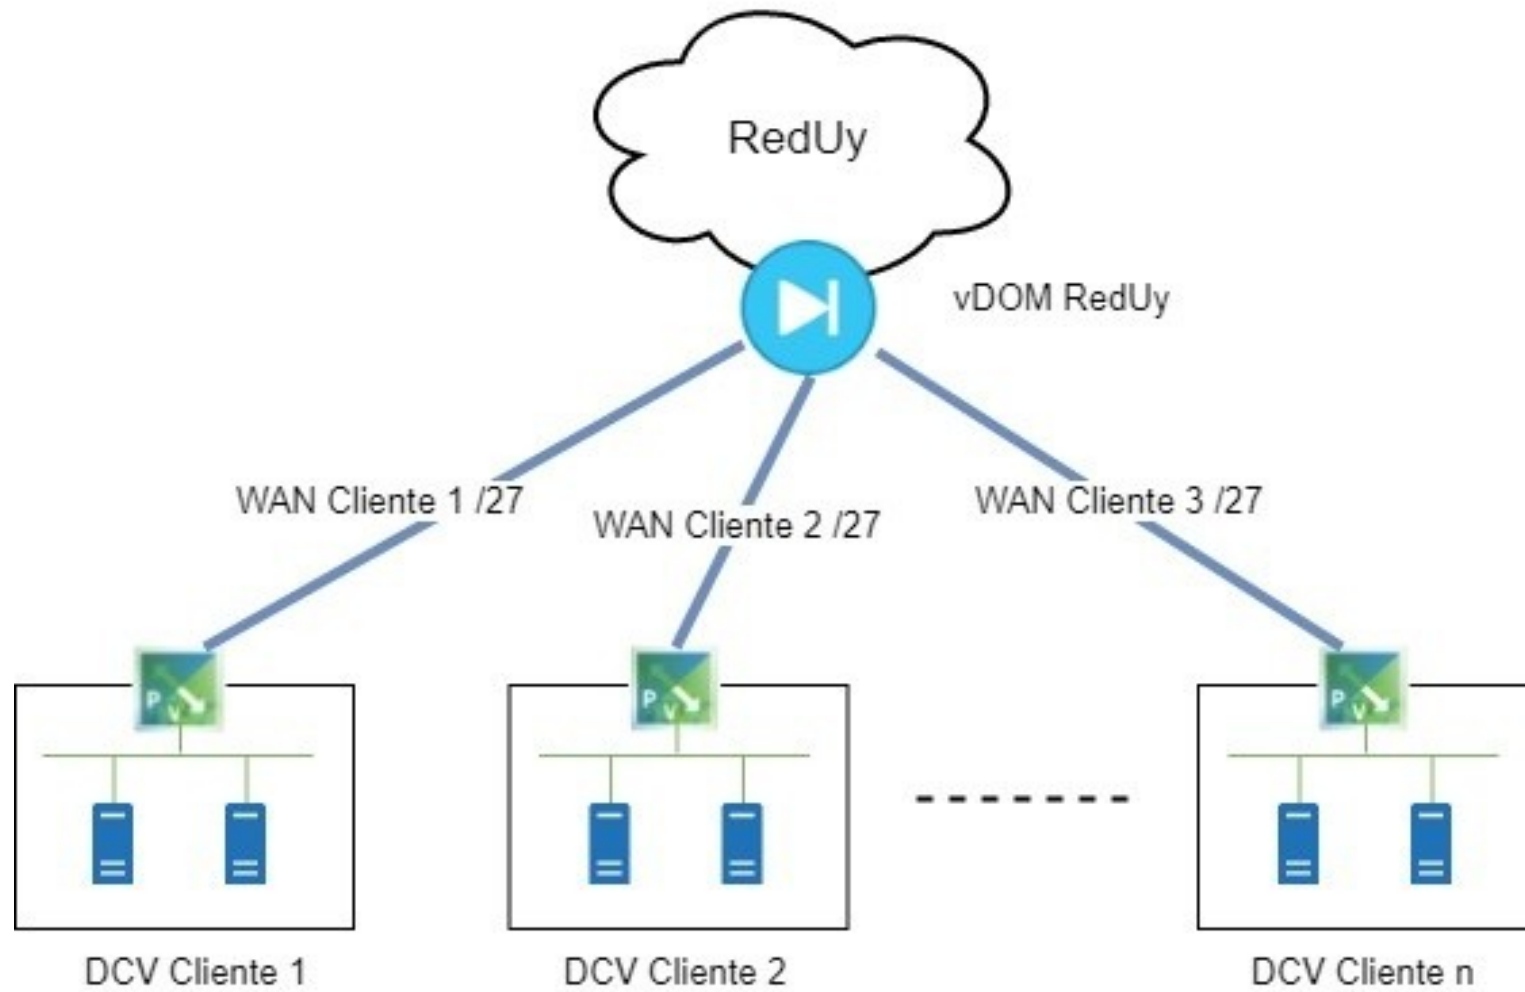 RedUy
vDOM RedUy
WAN Cliente 1 /27
WAN Cliente 2 /27
WAN Cliente 3 /27
P V
P V
P V
DCV Cliente 1
DCV Cliente 2
DCV Cliente n